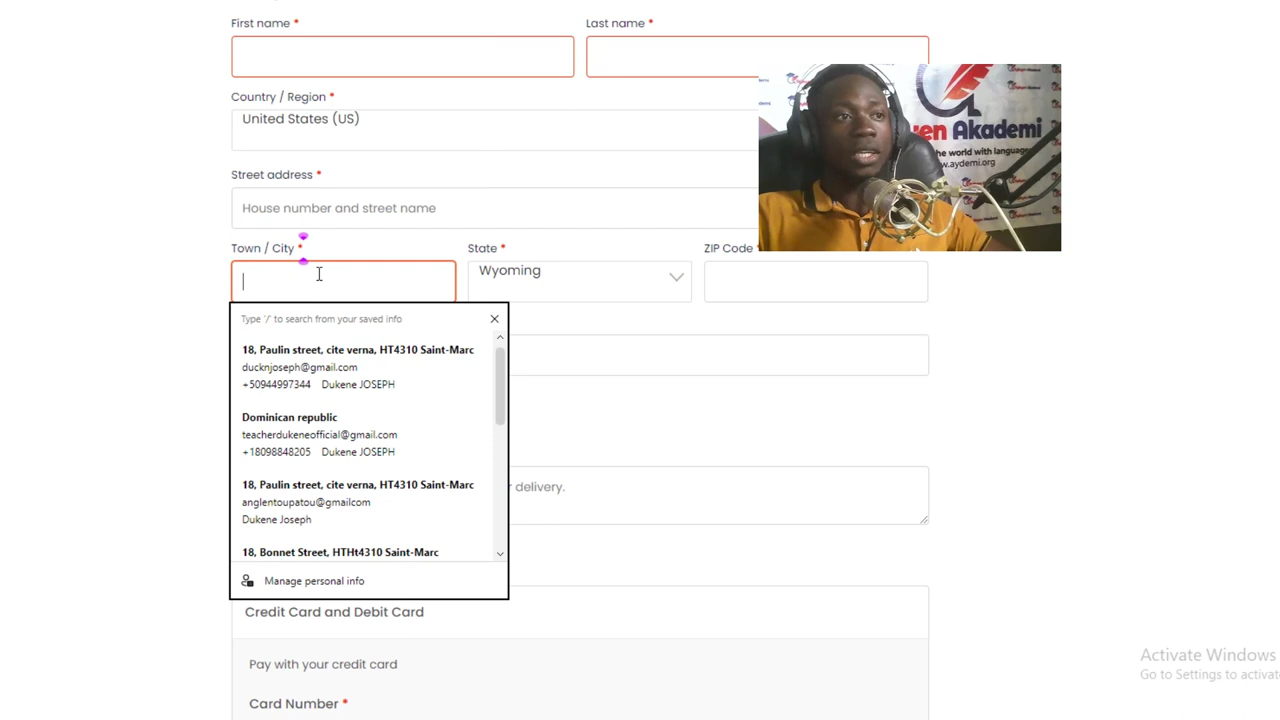 First name *
Last name *
Country / Region *
United States (US)
Street address *
House number and street name
Town / City *
State *
ZIP Code
Wyoming
Type '/' to search from your saved info
18, Paulin street, cite verna, HT4310 Saint-Marc
ducknjoseph@gmail.com
+50944997344 Dukene JOSEPH
Dominican republic
teacherdukeneofficial@gmail.com
+18098848205 Dukene JOSEPH
18, Paulin street, cite verna, HT4310 Saint-Marc
anglentoupatou@gmailcom
Dukene Joseph
18, Bonnet Street, HTHt4310 Saint-Marc
Manage personal info
delivery.
Credit Card and Debit Card
Pay with your credit card
Card Number *
en Akademi
the world with language
w.aydemi.org
Activate Windows
Go to Settings to activat